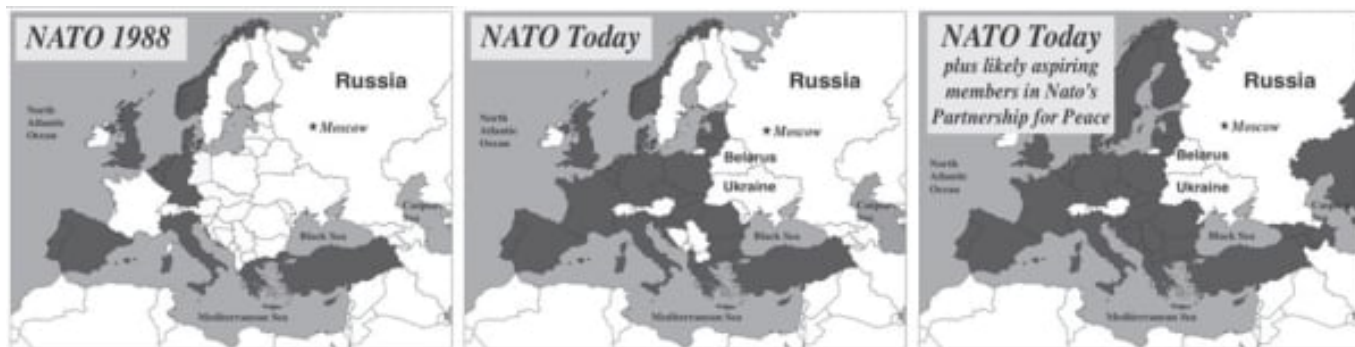 NATO 1988
Russia
North
Atlantic
Ocean
Moscow
Black Sea
Mediterranean Sea
NATO Today
Russia
North
Atlantic
Ocean
Moscow
Belarus
Ukraine
Black Sea
Mediterranean Sea
NATO Today
plus likely aspiring
members in Nato's
Partnership for Peace
Russia
North
Atlantic
Ocean
Moscow
Belarus
Ukraine
Black Sea
Mediterranean Sea